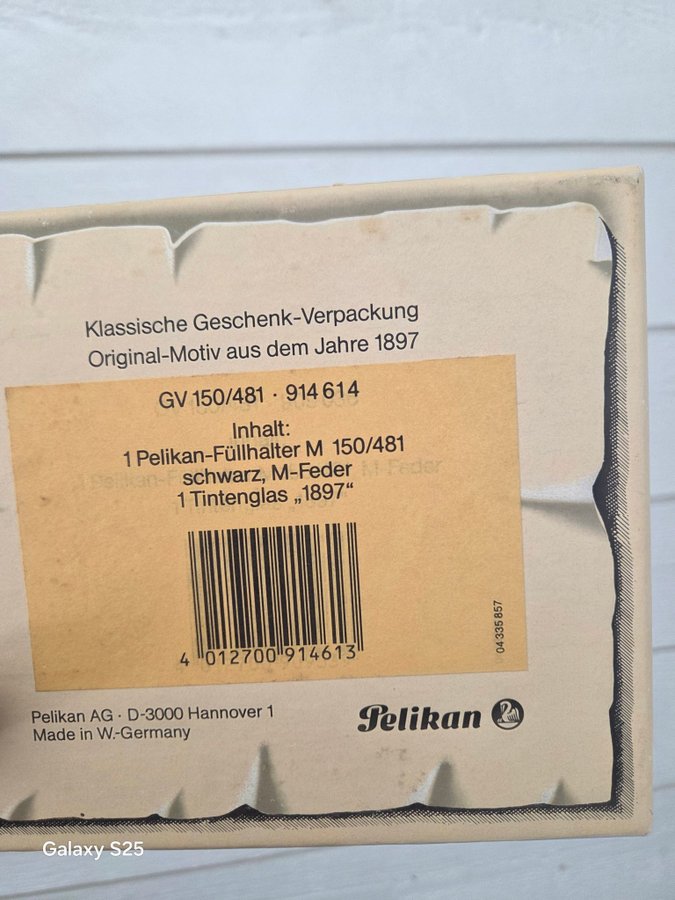 Klassische Geschenk-Verpackung
Original-Motiv aus dem Jahre 1897
GV 150/481 · 914 614
Inhalt:
1 Pelikan-Füllhalter M 150/481
schwarz, M-Feder
1 Tintenglas „1897“
4 012700 914613
04 335 857
Pelikan AG · D-3000 Hannover 1
Made in W.-Germany
Pelikan
Galaxy S25